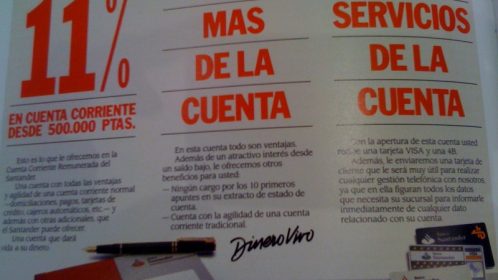 11%
EN CUENTA CORRIENTE
DESDE 500.000 PTAS.
Esto es lo que le ofrecemos en la
Cuenta Corriente Remunerada del
Santander.
Una cuenta con todas las ventajas
y agilidad de una cuenta corriente normal
-domiciliaciones, pagos, tarjetas de
crédito, cajeros automáticos, etc.— y
además con otras adicionales, que
el Santander puede ofrecer.
Una cuenta que dará
vida a su dinero.
MAS
DE LA
CUENTA
En esta cuenta todo son ventajas.
Además de un atractivo interés desde
un saldo bajo, le ofrecemos otros
beneficios para usted:
— Ningún cargo por los 10 primeros
apuntes en su extracto de estado de
cuenta.
— Cuenta con la agilidad de una cuenta
corriente tradicional.
Dinero Vivo
SERVICIOS
DE LA
CUENTA
Con la apertura de esta cuenta usted
recibe una tarjeta VISA y una 4B.
Además, le enviaremos una tarjeta de
cliente que le será muy útil para realizar
cualquier gestión telefónica con nosotros,
ya que en ella figuran todos los datos
que necesita su sucursal para informarle
inmediatamente de cualquier dato
relacionado con su cuenta.